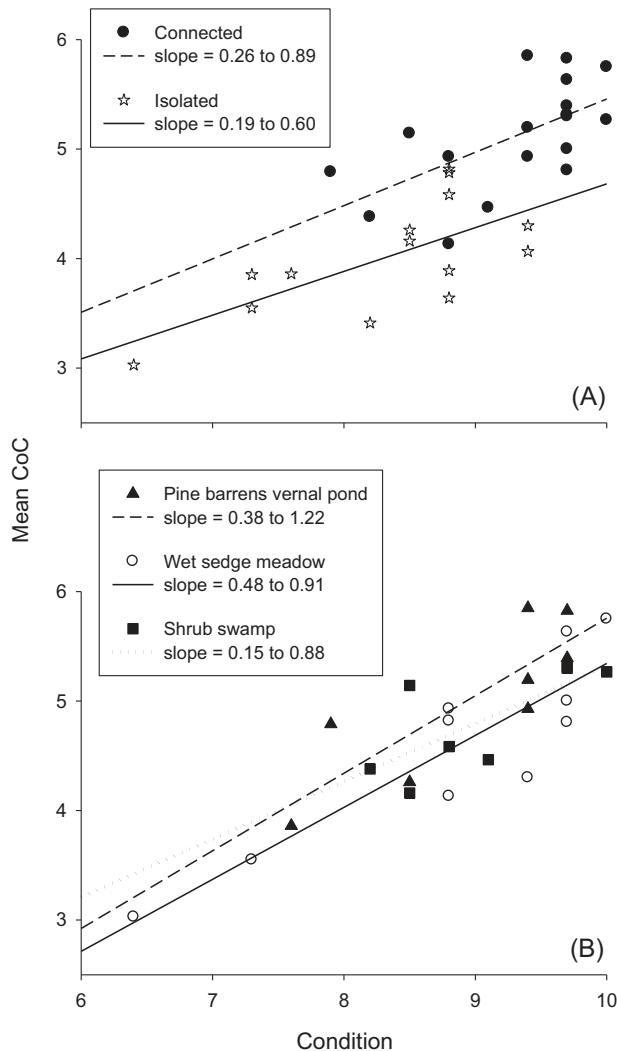 6
5
4
3
Connected
slope = 0.26 to 0.89
Isolated
slope = 0.19 to 0.60
(A)
Mean CoC
Pine barrens vernal pond
slope = 0.38 to 1.22
Wet sedge meadow
slope = 0.48 to 0.91
Shrub swamp
slope = 0.15 to 0.88
6
5
4
3
(B)
6 7 8 9 10
Condition